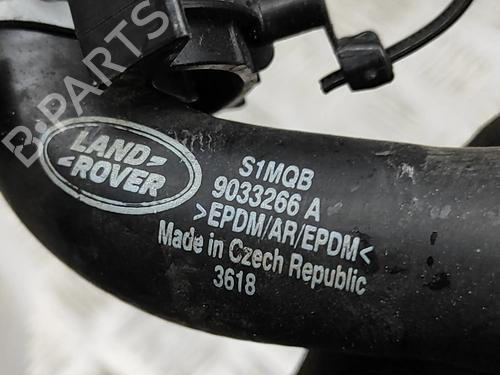 B-PARTS
LAND
ROVER
S1MQB
9033266 A
>EPDM/AR/EPDM<
Made in Czech Republic
3618